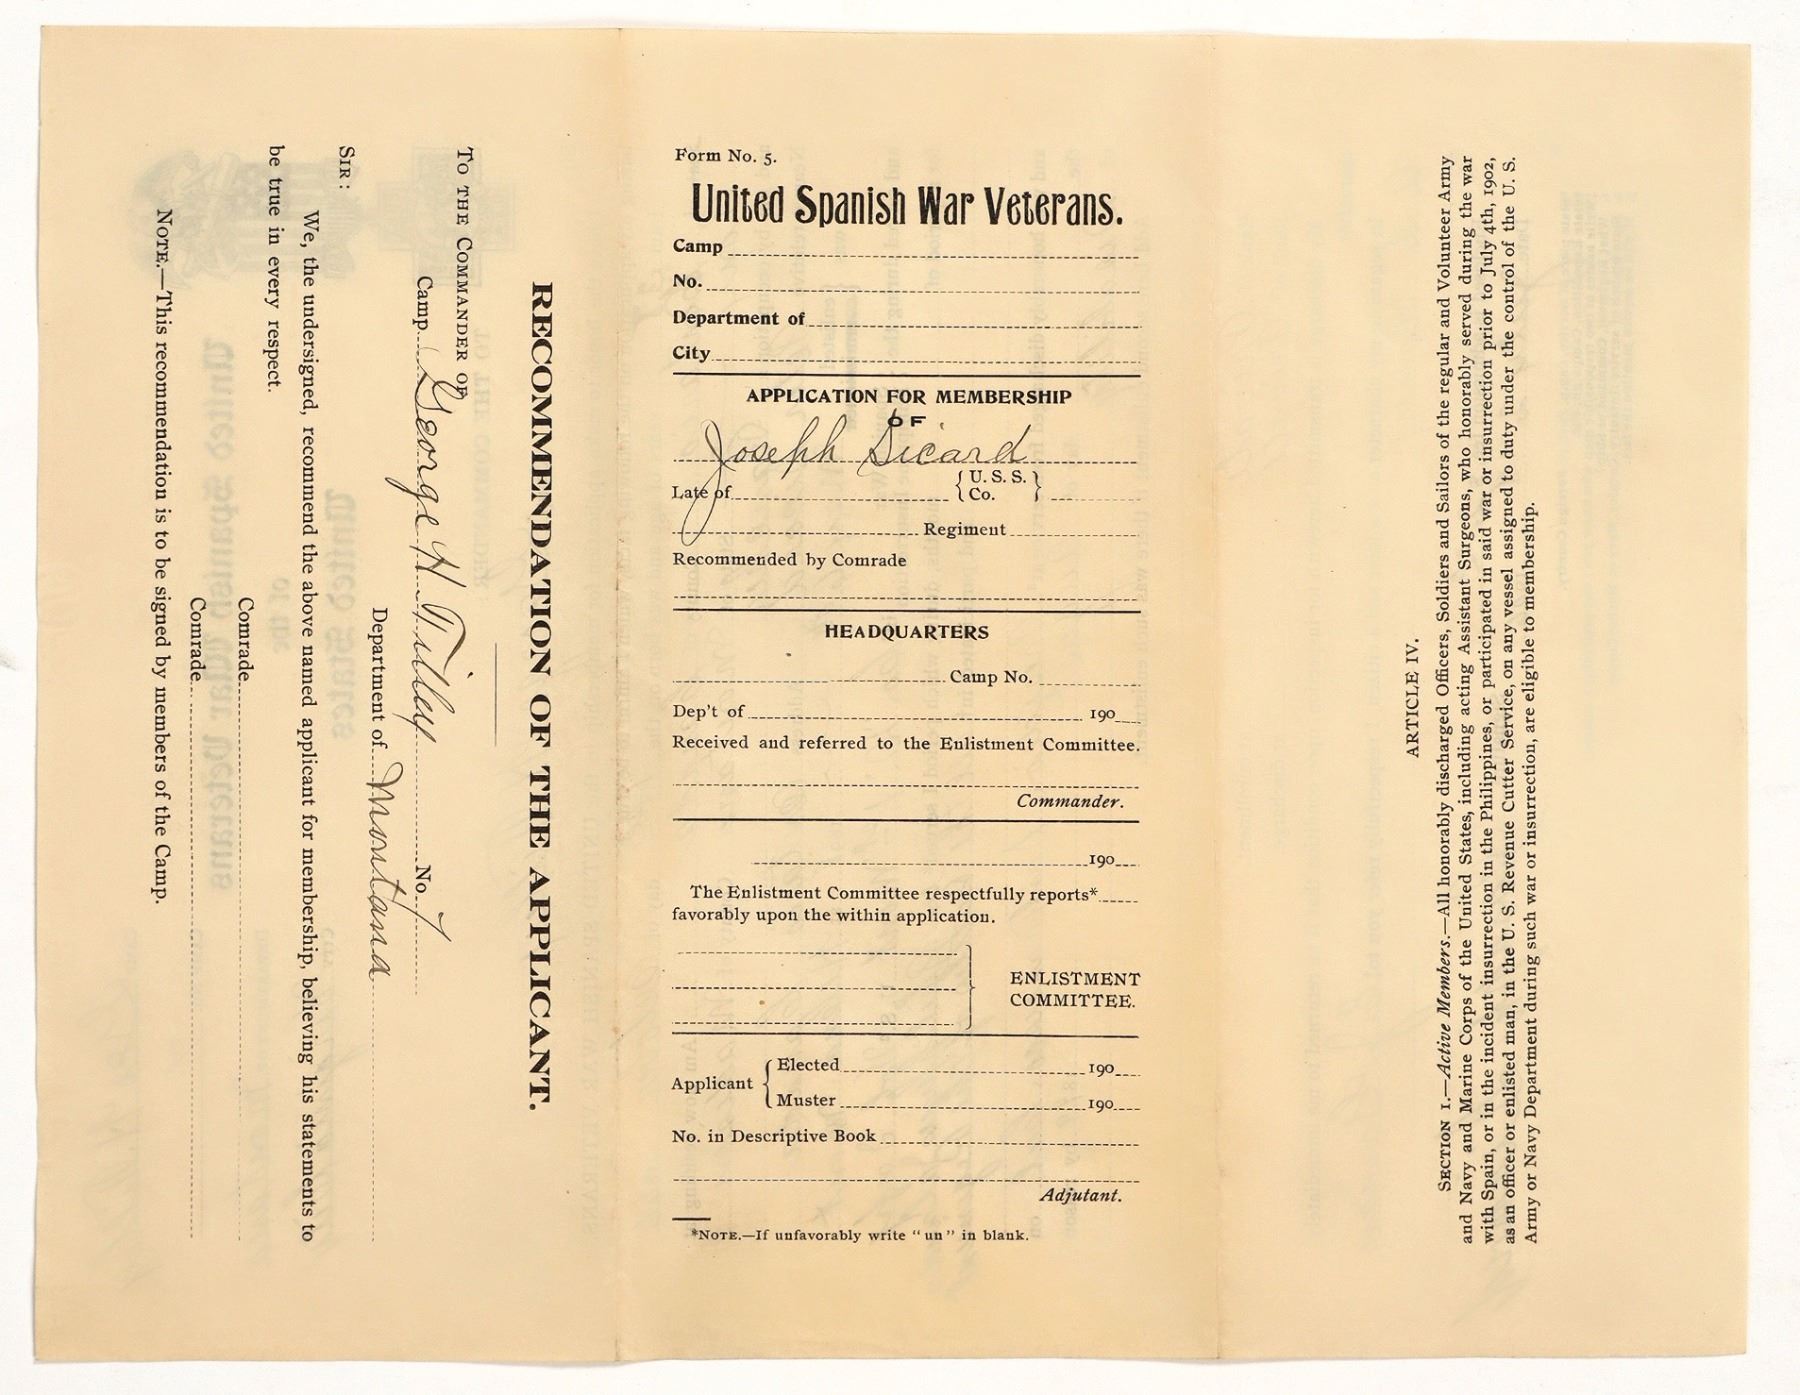 RECOMMENDATION OF THE APPLICANT.
TO THE COMMANDER OF
Camp George H Tilley No. 7
Department of Montana
SIR:
We, the undersigned, recommend the above named applicant for membership, believing his statements to
be true in every respect.
Comrade
Comrade
NOTE.—This recommendation is to be signed by members of the Camp.
Form No. 5.
United Spanish War Veterans.
Camp
No.
Department of
City
APPLICATION FOR MEMBERSHIP
OF
Joseph Sicard
Late of { U. S. S. }
Co.
Regiment
Recommended by Comrade
HEADQUARTERS
Camp No.
Dep't of 190
Received and referred to the Enlistment Committee.
Commander.
190
The Enlistment Committee respectfully reports*
favorably upon the within application.
ENLISTMENT
COMMITTEE.
Applicant { Elected 190
Muster 190
No. in Descriptive Book
Adjutant.
*NOTE.—If unfavorably write "un" in blank.
ARTICLE IV.
SECTION 1.—Active Members.—All honorably discharged Officers, Soldiers and Sailors of the regular and Volunteer Army
and Navy and Marine Corps of the United States, including acting Assistant Surgeons, who honorably served during the war
with Spain, or in the incident insurrection in the Philippines, or participated in said war or insurrection prior to July 4th, 1902,
as an officer or enlisted man, in the U. S. Revenue Cutter Service, on any vessel assigned to duty under the control of the U. S.
Army or Navy Department during such war or insurrection, are eligible to membership.